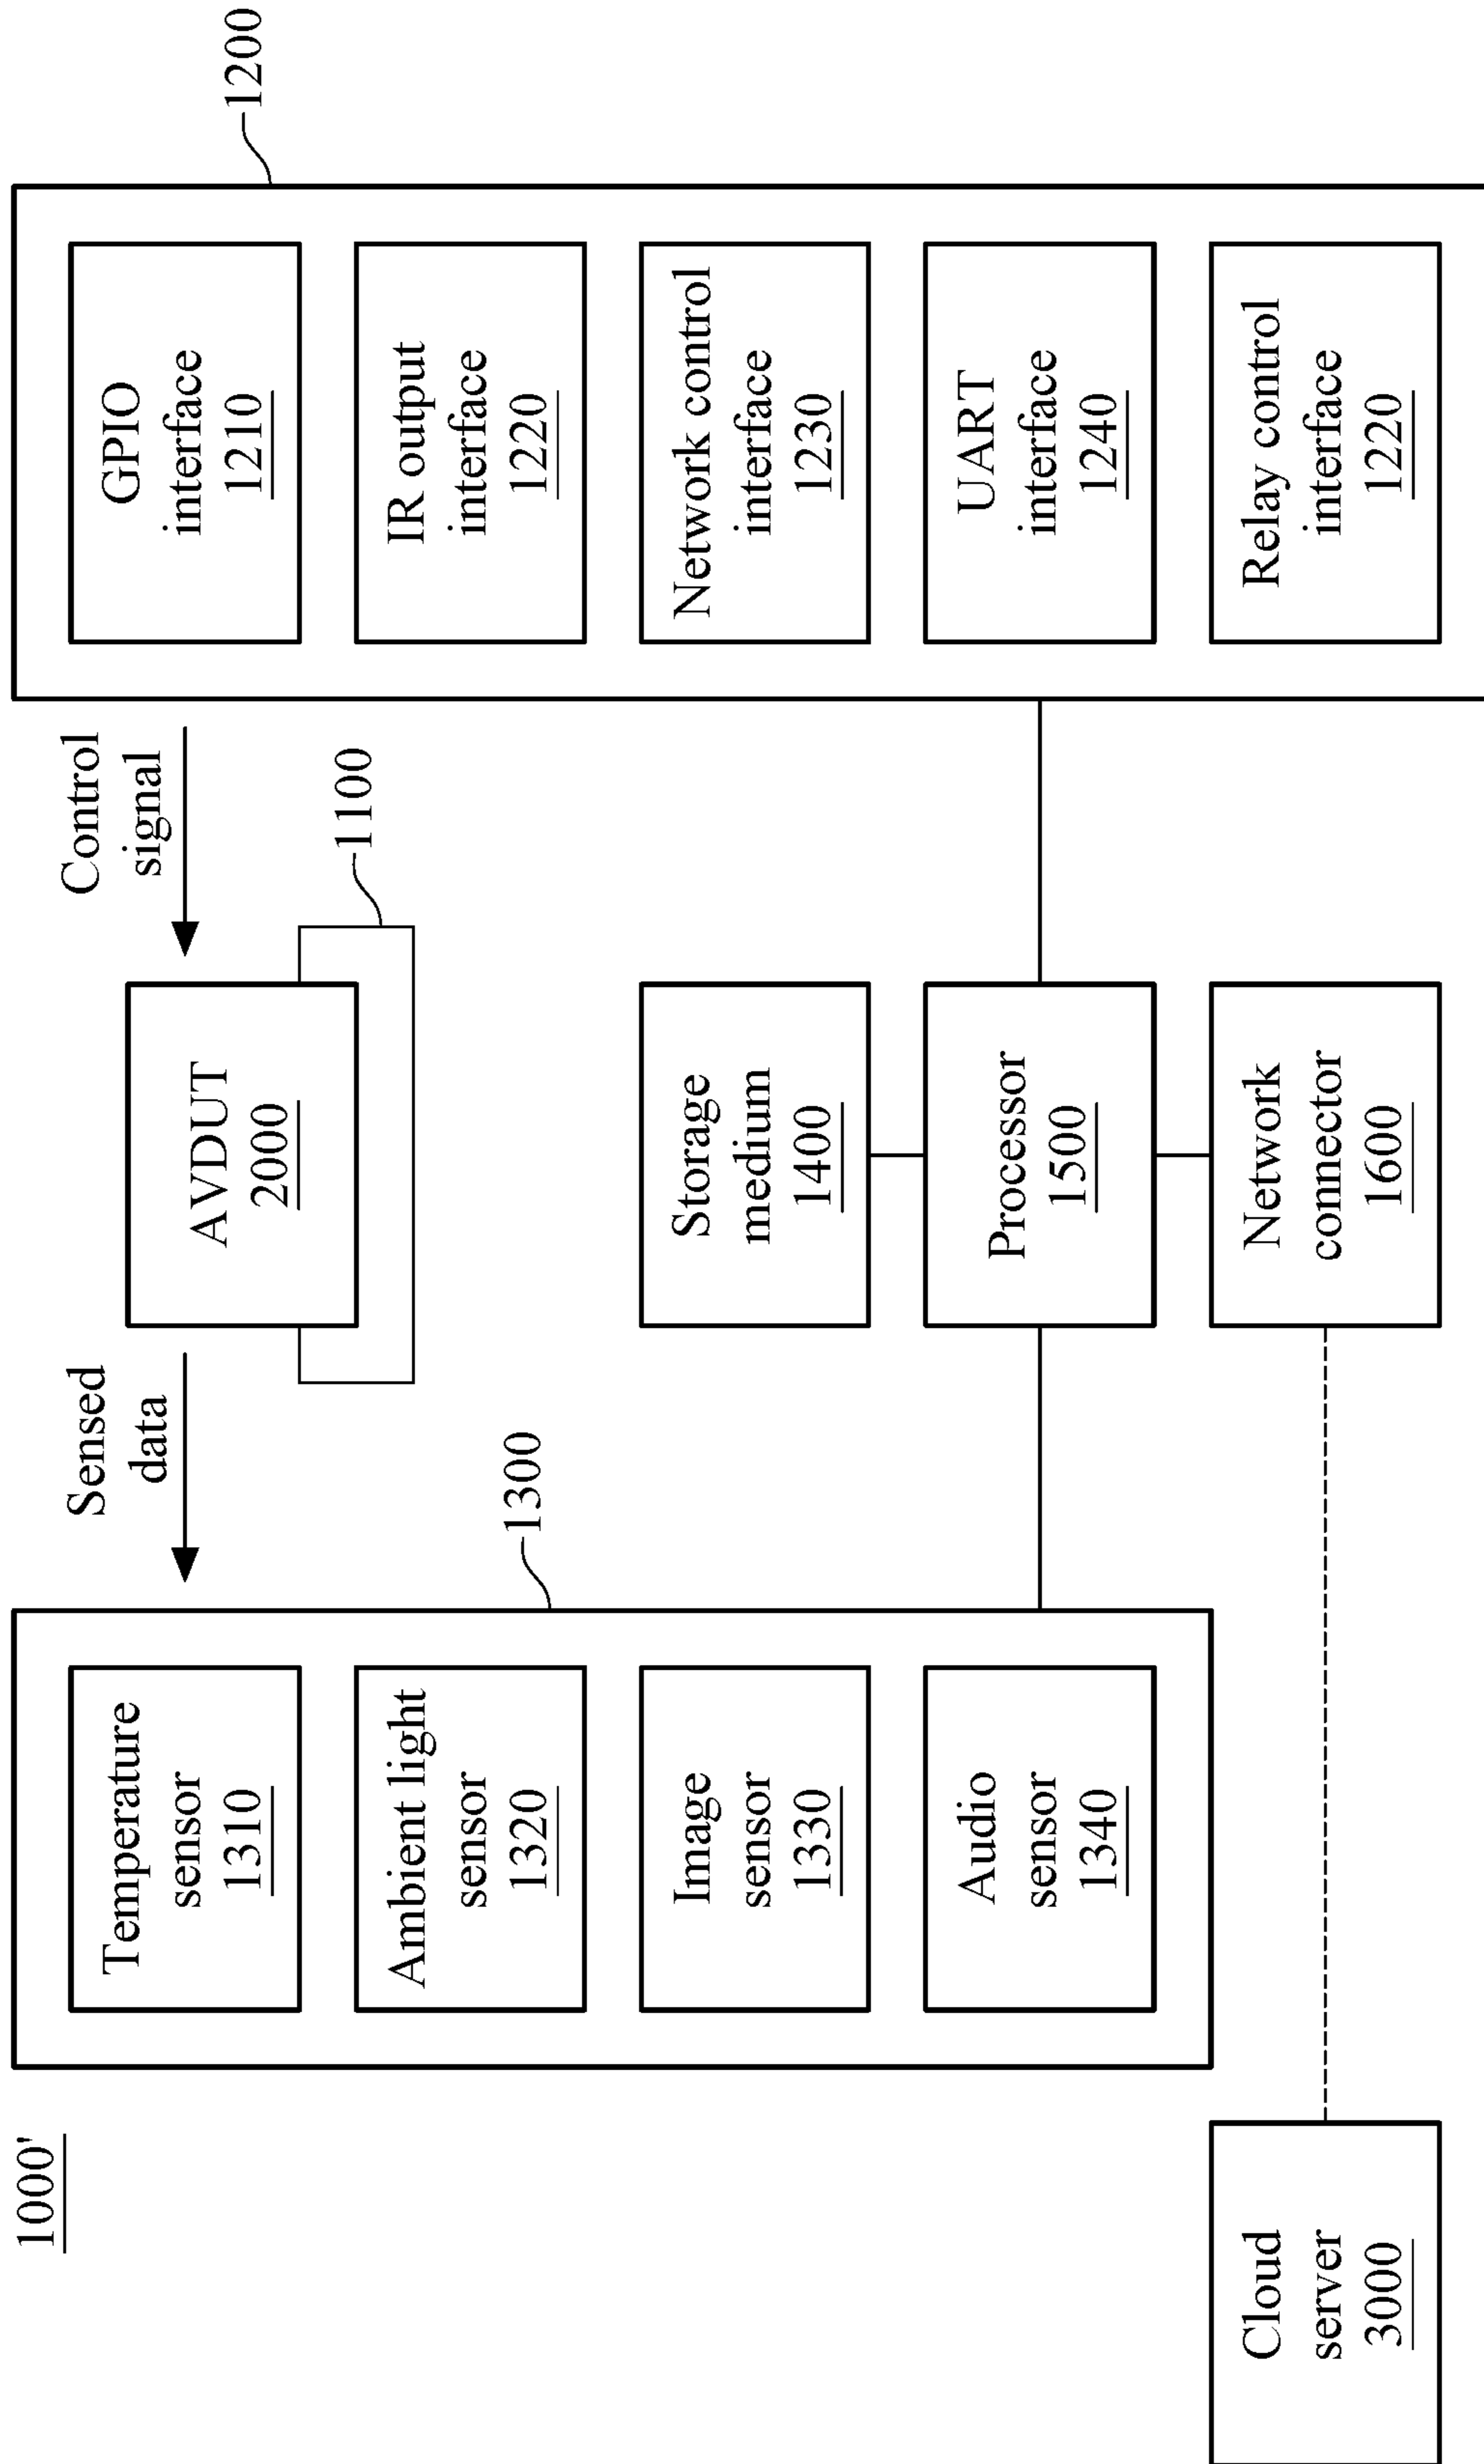 1000'
Temperature
sensor
1310
Ambient light
sensor
1320
Image
sensor
1330
Audio
sensor
1340
1300
Sensed
data
AVDUT
2000
1100
Control
signal
Storage
medium
1400
Processor
1500
Network
connector
1600
Cloud
server
3000
1200
GPIO
interface
1210
IR output
interface
1220
Network control
interface
1230
UART
interface
1240
Relay control
interface
1220